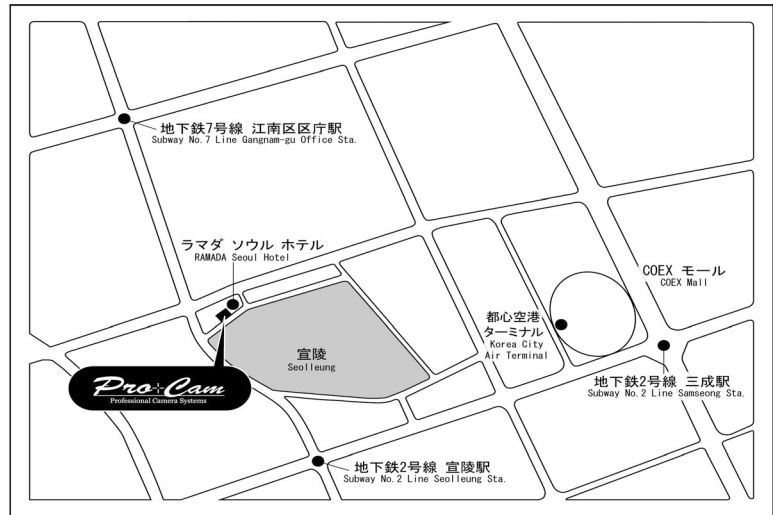 地下鉄7号線 江南区区庁駅
Subway No.7 Line Gangnam-gu Office Sta.
ラマダ ソウル ホテル
RAMADA Seoul Hotel
COEX モール
COEX Mall
都心空港
ターミナル
Korea City
Air Terminal
宣陵
Seolleung
Pro+Cam
Professional Camera Systems
地下鉄2号線 三成駅
Subway No.2 Line Samseong Sta.
地下鉄2号線 宣陵駅
Subway No.2 Line Seolleung Sta.